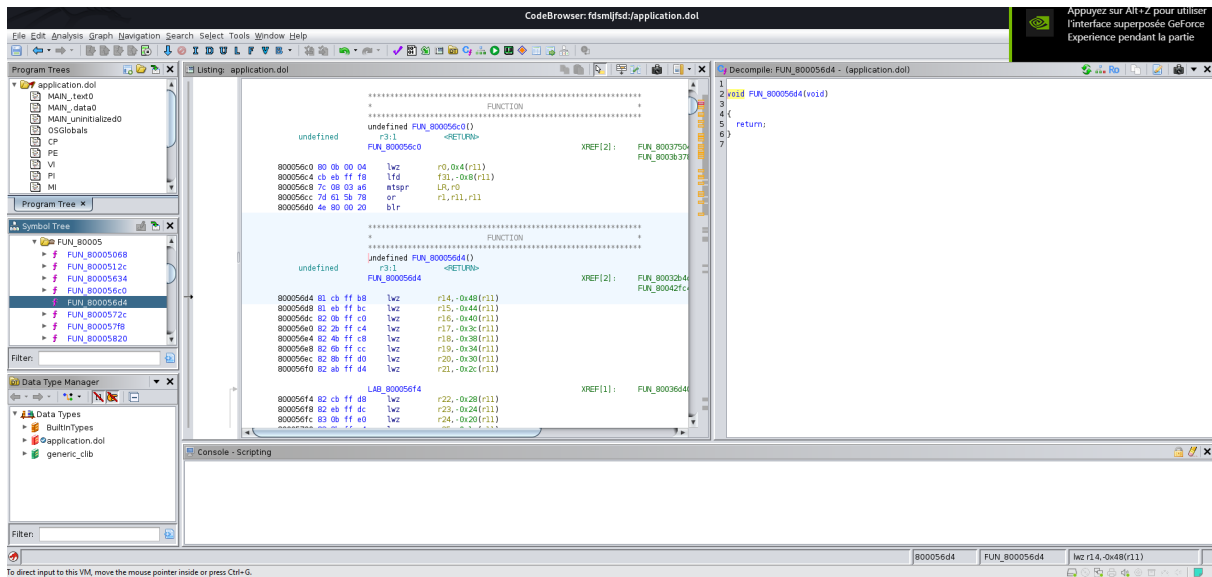 CodeBrowser: fdsmljfsd:/application.dol
Appuyez sur Alt+Z pour utiliser
l'interface superposée GeForce
Experience pendant la partie
File Edit Analysis Graph Navigation Search Select Tools Window Help
Program Trees
application.dol
MAIN_.text0
MAIN_.data0
MAIN_uninitialized0
OSGlobals
CP
PE
VI
PI
MI
Program Tree ×
Symbol Tree
FUN_80005
FUN_80005068
FUN_8000512c
FUN_80005634
FUN_800056c0
FUN_800056d4
FUN_8000572c
FUN_800057f8
FUN_80005820
Filter:
Data Type Manager
Data Types
BuiltInTypes
application.dol
generic_clib
Filter:
Listing: application.dol
* FUNCTION *
undefined FUN_800056c0()
undefined r3:1 <RETURN>
FUN_800056c0 XREF[2]: FUN_80037504
FUN_8003b378
800056c0 80 0b 00 04 lwz r0,0x4(r11)
800056c4 cb eb ff f8 lfd f31,-0x8(r11)
800056c8 7c 08 03 a6 mtspr LR,r0
800056cc 7d 61 5b 78 or r1,r11,r11
800056d0 4e 80 00 20 blr
* FUNCTION *
undefined FUN_800056d4()
undefined r3:1 <RETURN>
FUN_800056d4 XREF[2]: FUN_80032b4
FUN_80042fc4
800056d4 81 cb ff b8 lwz r14,-0x48(r11)
800056d8 81 eb ff bc lwz r15,-0x44(r11)
800056dc 82 0b ff c0 lwz r16,-0x40(r11)
800056e0 82 2b ff c4 lwz r17,-0x3c(r11)
800056e4 82 4b ff c8 lwz r18,-0x38(r11)
800056e8 82 6b ff cc lwz r19,-0x34(r11)
800056ec 82 8b ff d0 lwz r20,-0x30(r11)
800056f0 82 ab ff d4 lwz r21,-0x2c(r11)
LAB_800056f4 XREF[1]: FUN_80036d4
800056f4 82 cb ff d8 lwz r22,-0x28(r11)
800056f8 82 eb ff dc lwz r23,-0x24(r11)
800056fc 83 0b ff e0 lwz r24,-0x20(r11)
Decompile: FUN_800056d4 - (application.dol)
1
2 void FUN_800056d4(void)
3
4 {
5 return;
6 }
7
Console - Scripting
800056d4
FUN_800056d4
lwz r14,-0x48(r11)
To direct input to this VM, move the mouse pointer inside or press Ctrl+G.